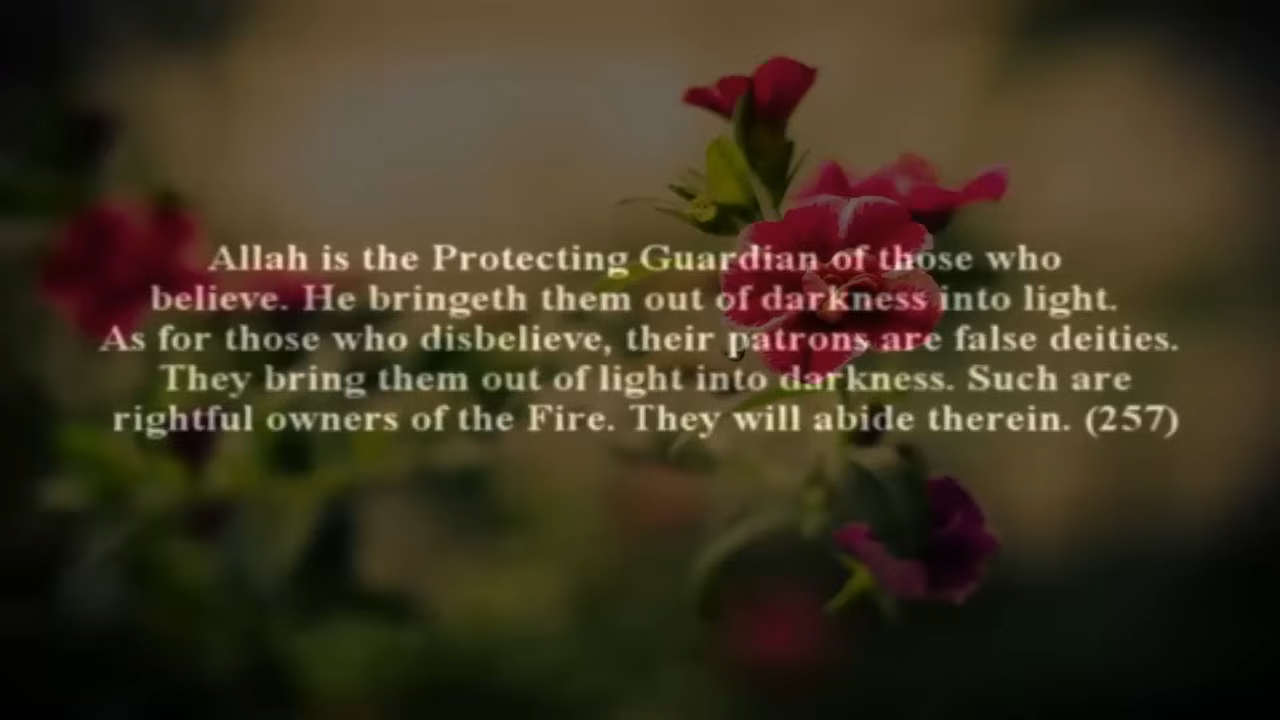 Allah is the Protecting Guardian of those who
believe. He bringeth them out of darkness into light.
As for those who disbelieve, their patrons are false deities.
They bring them out of light into darkness. Such are
rightful owners of the Fire. They will abide therein. (257)